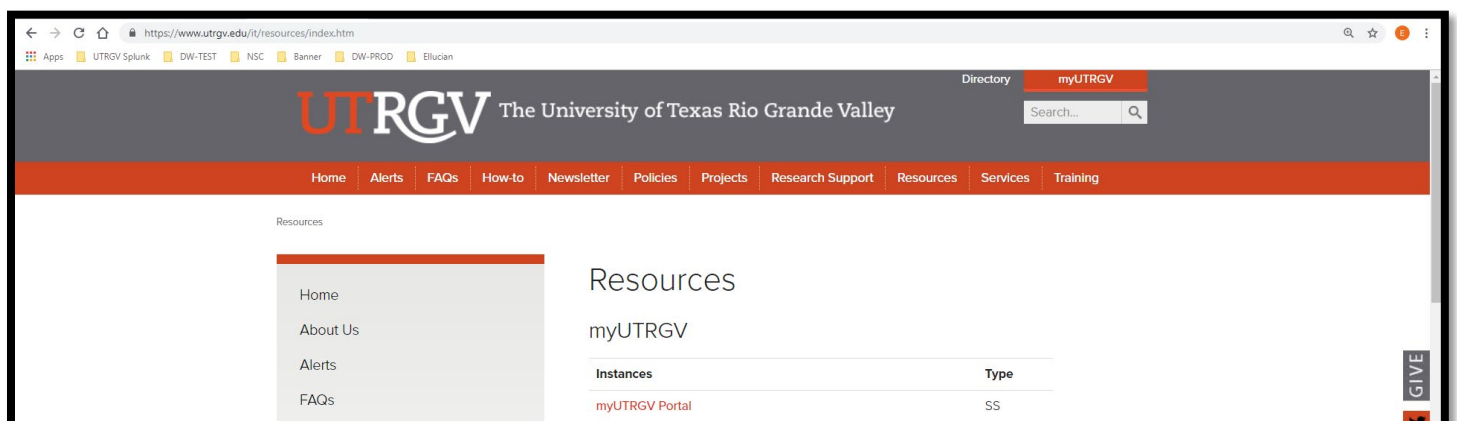 https://www.utrgv.edu/it/resources/index.htm
E
Apps UTRGV Splunk DW-TEST NSC Banner DW-PROD Ellucian
Directory myUTRGV
UTRGV The University of Texas Rio Grande Valley
Search...
Home Alerts FAQs How-to Newsletter Policies Projects Research Support Resources Services Training
Resources
Resources
Home
About Us
Alerts
FAQs
myUTRGV
Instances Type
myUTRGV Portal SS
GIVE